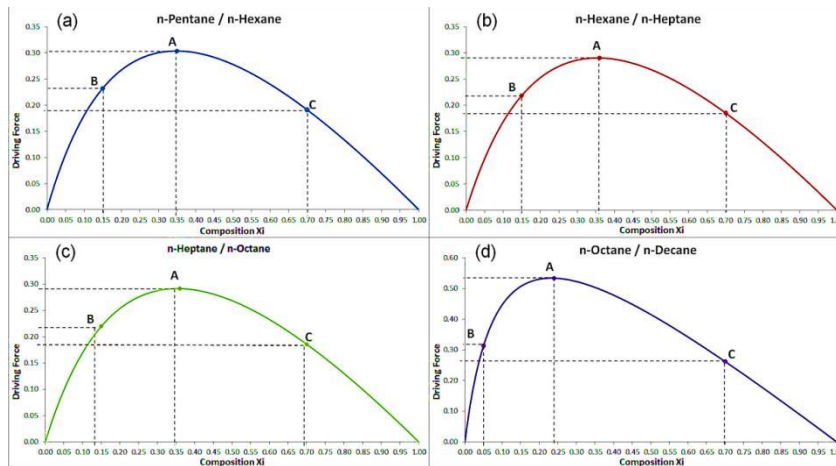 (a)
n-Pentane / n-Hexane
0.35
0.30
0.25
0.20
0.15
0.10
0.05
0.00
Driving Force
A
B
C
0.00 0.05 0.10 0.15 0.20 0.25 0.30 0.35 0.40 0.45 0.50 0.55 0.60 0.65 0.70 0.75 0.80 0.85 0.90 0.95 1.00
Composition Xi
(b)
n-Hexane / n-Heptane
0.35
0.30
0.25
0.20
0.15
0.10
0.05
0.00
Driving Force
A
B
C
0.00 0.05 0.10 0.15 0.20 0.25 0.30 0.35 0.40 0.45 0.50 0.55 0.60 0.65 0.70 0.75 0.80 0.85 0.90 0.95 1.0
Composition Xi
(c)
n-Heptane / n-Octane
0.35
0.30
0.25
0.20
0.15
0.10
0.05
0.00
Driving Force
A
B
C
0.00 0.05 0.10 0.15 0.20 0.25 0.30 0.35 0.40 0.45 0.50 0.55 0.60 0.65 0.70 0.75 0.80 0.85 0.90 0.95 1.00
Composition Xi
(d)
n-Octane / n-Decane
0.60
0.50
0.40
0.30
0.20
0.10
0.00
Driving Force
A
B
C
0.00 0.05 0.10 0.15 0.20 0.25 0.30 0.35 0.40 0.45 0.50 0.55 0.60 0.65 0.70 0.75 0.80 0.85 0.90 0.95 1.00
Composition Xi